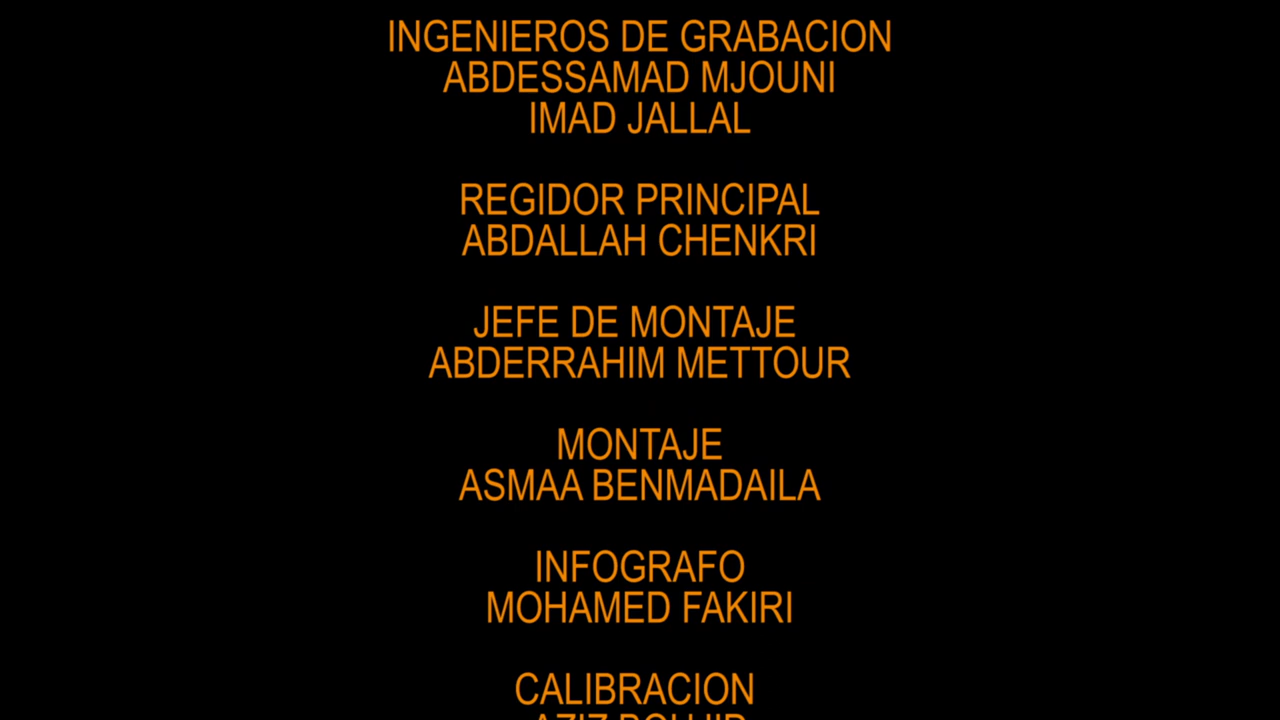 INGENIEROS DE GRABACION
ABDESSAMAD MJOUNI
IMAD JALLAL
REGIDOR PRINCIPAL
ABDALLAH CHENKRI
JEFE DE MONTAJE
ABDERRAHIM METTOUR
MONTAJE
ASMAA BENMADAILA
INFOGRAFO
MOHAMED FAKIRI
CALIBRACION
AZIZ